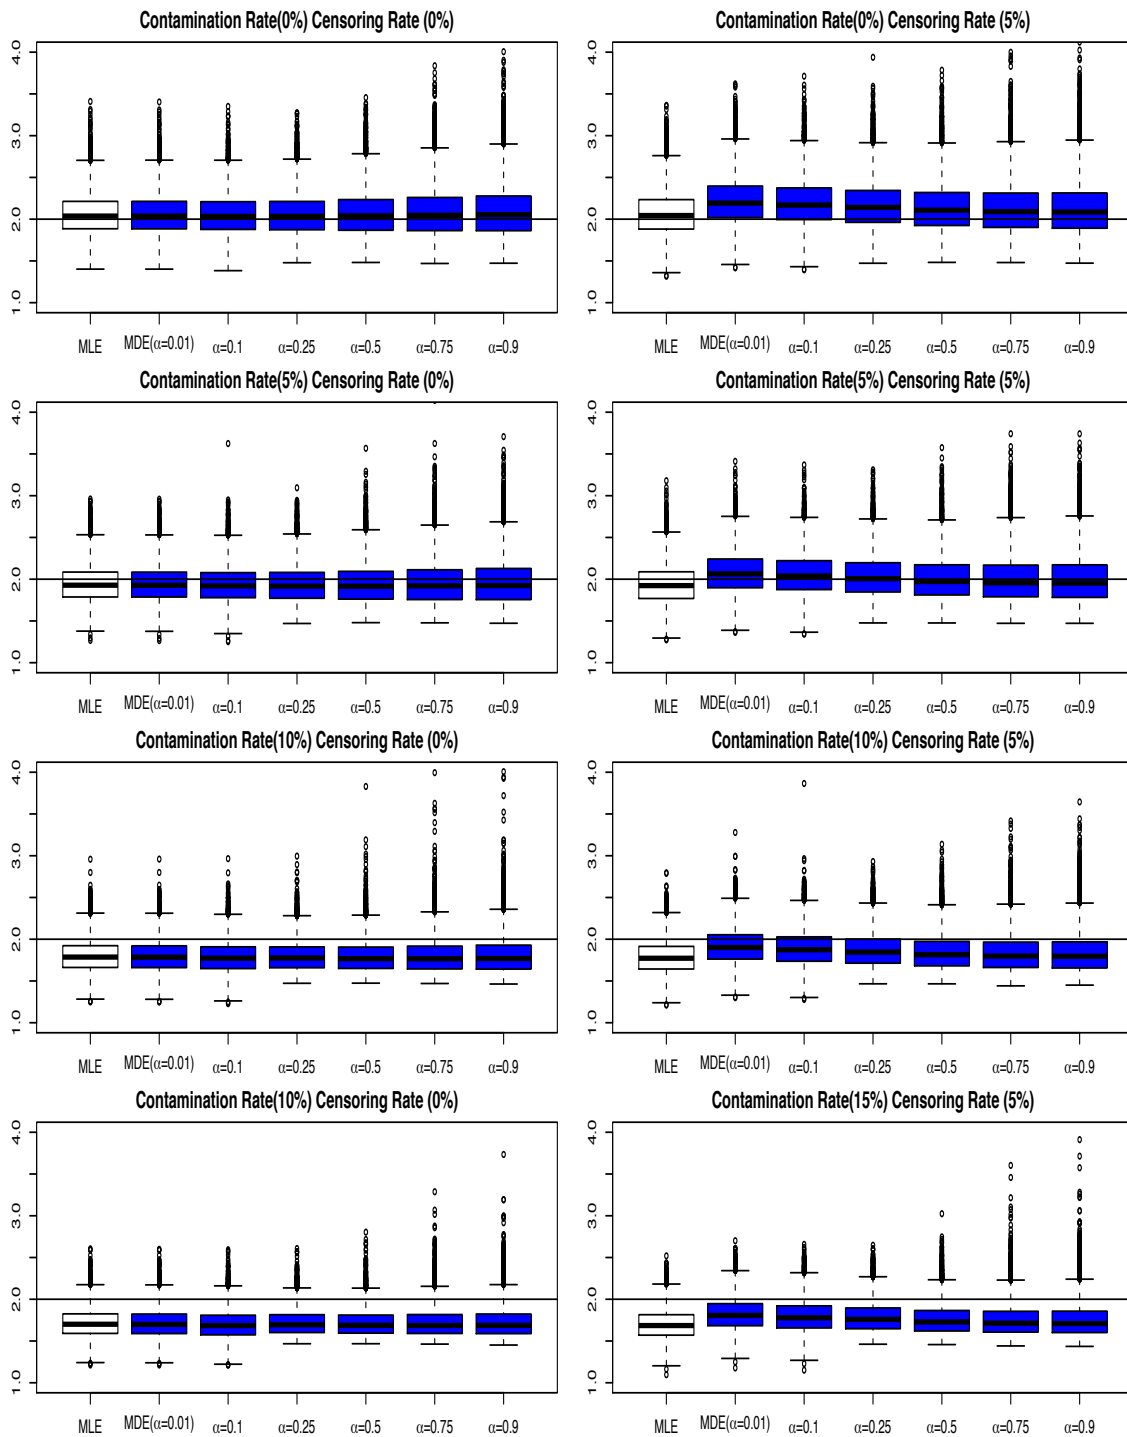 Contamination Rate(0%) Censoring Rate (0%)
4.0
3.0
2.0
1.0
MLE MDE(α=0.01) α=0.1 α=0.25 α=0.5 α=0.75 α=0.9
Contamination Rate(0%) Censoring Rate (5%)
4.0
3.0
2.0
1.0
MLE MDE(α=0.01) α=0.1 α=0.25 α=0.5 α=0.75 α=0.9
Contamination Rate(5%) Censoring Rate (0%)
4.0
3.0
2.0
1.0
MLE MDE(α=0.01) α=0.1 α=0.25 α=0.5 α=0.75 α=0.9
Contamination Rate(5%) Censoring Rate (5%)
4.0
3.0
2.0
1.0
MLE MDE(α=0.01) α=0.1 α=0.25 α=0.5 α=0.75 α=0.9
Contamination Rate(10%) Censoring Rate (0%)
4.0
3.0
2.0
1.0
MLE MDE(α=0.01) α=0.1 α=0.25 α=0.5 α=0.75 α=0.9
Contamination Rate(10%) Censoring Rate (5%)
4.0
3.0
2.0
1.0
MLE MDE(α=0.01) α=0.1 α=0.25 α=0.5 α=0.75 α=0.9
Contamination Rate(10%) Censoring Rate (0%)
4.0
3.0
2.0
1.0
MLE MDE(α=0.01) α=0.1 α=0.25 α=0.5 α=0.75 α=0.9
Contamination Rate(15%) Censoring Rate (5%)
4.0
3.0
2.0
1.0
MLE MDE(α=0.01) α=0.1 α=0.25 α=0.5 α=0.75 α=0.9